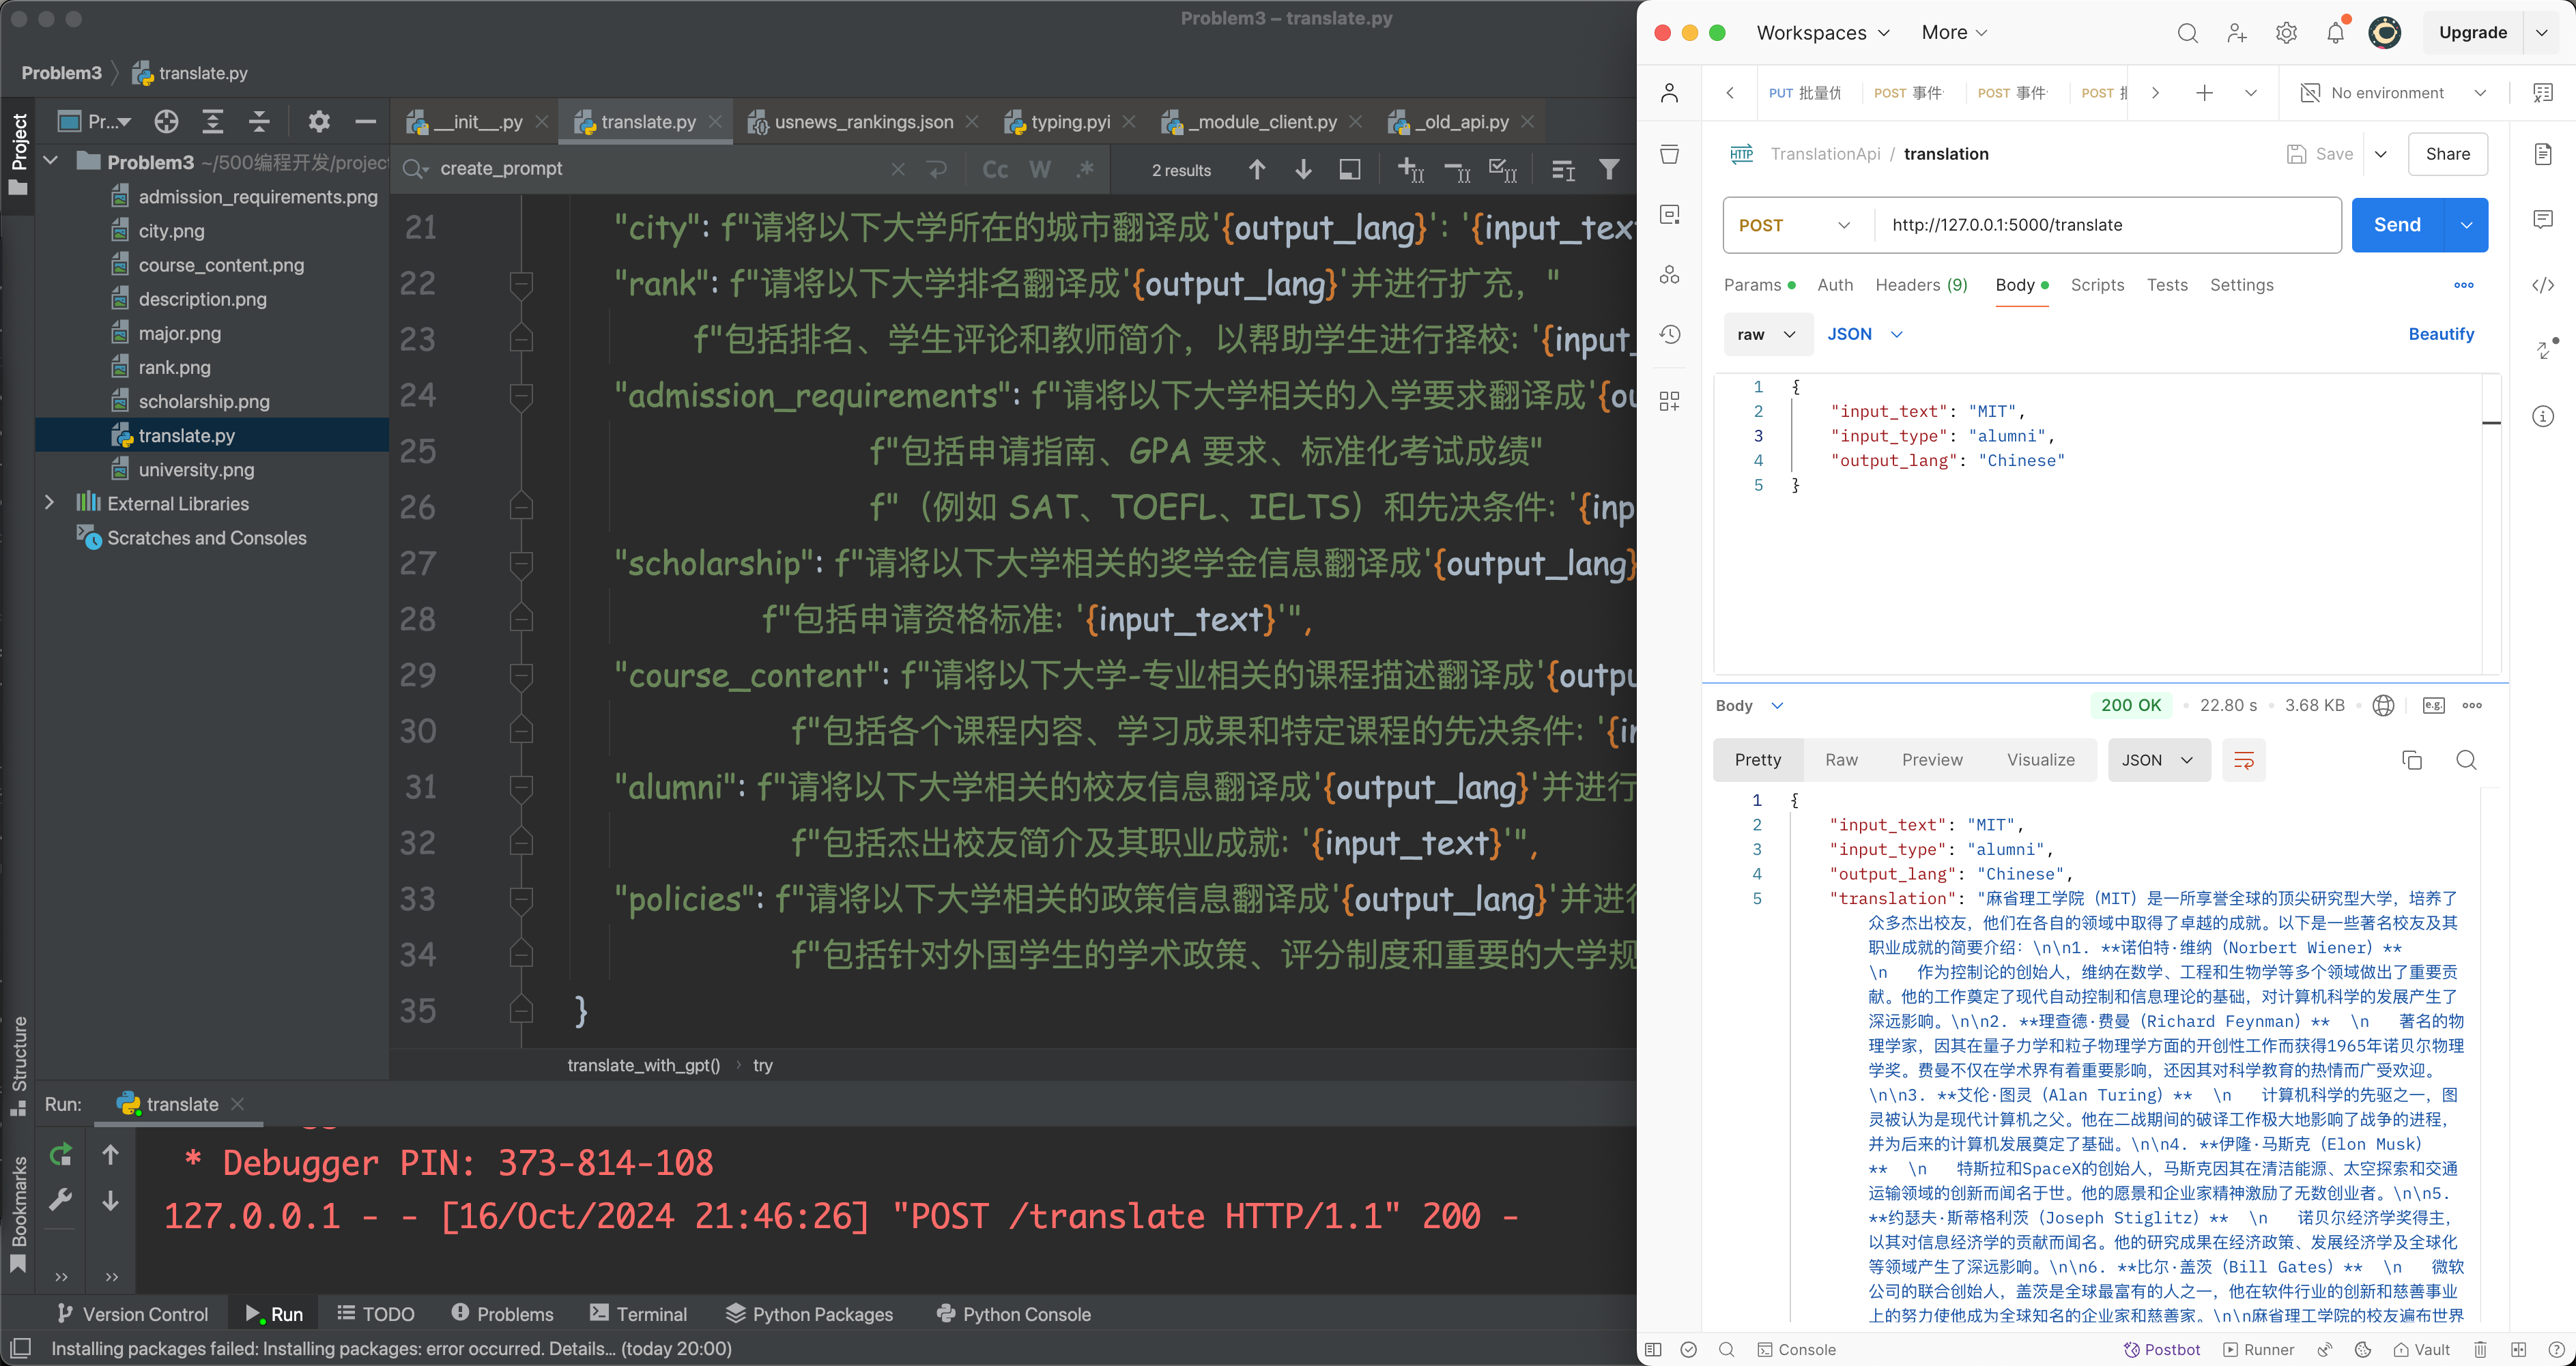 Problem3 – translate.py
Problem3
translate.py
Pr...
__init__.py
translate.py
usnews_rankings.json
typing.pyi
_module_client.py
_old_api.py
Project
Problem3 ~/500编程开发/project
admission_requirements.png
city.png
course_content.png
description.png
major.png
rank.png
scholarship.png
translate.py
university.png
External Libraries
Scratches and Consoles
create_prompt
Cc
W
.*
2 results
21 "city": f"请将以下大学所在的城市翻译成'{output_lang}': '{input_tex
22 "rank": f"请将以下大学排名翻译成'{output_lang}'并进行扩充，"
23 f"包括排名、学生评论和教师简介，以帮助学生进行择校: '{input_
24 "admission_requirements": f"请将以下大学相关的入学要求翻译成'{ou
25 f"包括申请指南、GPA 要求、标准化考试成绩"
26 f"（例如 SAT、TOEFL、IELTS）和先决条件: '{inp
27 "scholarship": f"请将以下大学相关的奖学金信息翻译成'{output_lang}
28 f"包括申请资格标准: '{input_text}'",
29 "course_content": f"请将以下大学-专业相关的课程描述翻译成'{outpu
30 f"包括各个课程内容、学习成果和特定课程的先决条件: '{in
31 "alumni": f"请将以下大学相关的校友信息翻译成'{output_lang}'并进行
32 f"包括杰出校友简介及其职业成就: '{input_text}'",
33 "policies": f"请将以下大学相关的政策信息翻译成'{output_lang}'并进行
34 f"包括针对外国学生的学术政策、评分制度和重要的大学规
35 }
translate_with_gpt()
try
Structure
Bookmarks
Run:
translate
* Debugger PIN: 373-814-108
127.0.0.1 - - [16/Oct/2024 21:46:26] "POST /translate HTTP/1.1" 200 -
Version Control
Run
TODO
Problems
Terminal
Python Packages
Python Console
Installing packages failed: Installing packages: error occurred. Details... (today 20:00)
Workspaces
More
Upgrade
PUT 批量优
POST 事件
POST 事件
POST
No environment
HTTP
TranslationApi / translation
Save
Share
POST
http://127.0.0.1:5000/translate
Send
Params
Auth
Headers (9)
Body
Scripts
Tests
Settings
raw
JSON
Beautify
1 {
2 "input_text": "MIT",
3 "input_type": "alumni",
4 "output_lang": "Chinese"
5 }
Body
200 OK
22.80 s
3.68 KB
e.g.
Pretty
Raw
Preview
Visualize
JSON
1 {
2 "input_text": "MIT",
3 "input_type": "alumni",
4 "output_lang": "Chinese",
5 "translation": "麻省理工学院（MIT）是一所享誉全球的顶尖研究型大学，培养了
众多杰出校友，他们在各自的领域中取得了卓越的成就。以下是一些著名校友及其
职业成就的简要介绍：\n\n1. **诺伯特·维纳（Norbert Wiener）**
\n   作为控制论的创始人，维纳在数学、工程和生物学等多个领域做出了重要贡
献。他的工作奠定了现代自动控制和信息理论的基础，对计算机科学的发展产生了
深远影响。\n\n2. **理查德·费曼（Richard Feynman）**  \n   著名的物
理学家，因其在量子力学和粒子物理学方面的开创性工作而获得1965年诺贝尔物理
学奖。费曼不仅在学术界有着重要影响，还因其对科学教育的热情而广受欢迎。
\n\n3. **艾伦·图灵（Alan Turing）**  \n   计算机科学的先驱之一，图
灵被认为是现代计算机之父。他在二战期间的破译工作极大地影响了战争的进程，
并为后来的计算机发展奠定了基础。\n\n4. **伊隆·马斯克（Elon Musk）
**  \n   特斯拉和SpaceX的创始人，马斯克因其在清洁能源、太空探索和交通
运输领域的创新而闻名于世。他的愿景和企业家精神激励了无数创业者。\n\n5.
**约瑟夫·斯蒂格利茨（Joseph Stiglitz）**  \n   诺贝尔经济学奖得主，
以其对信息经济学的贡献而闻名。他的研究成果在经济政策、发展经济学及全球化
等领域产生了深远影响。\n\n6. **比尔·盖茨（Bill Gates）**  \n   微软
公司的联合创始人，盖茨是全球最富有的人之一，他在软件行业的创新和慈善事业
上的努力使他成为全球知名的企业家和慈善家。\n\n麻省理工学院的校友遍布世界
Console
Postbot
Runner
Vault